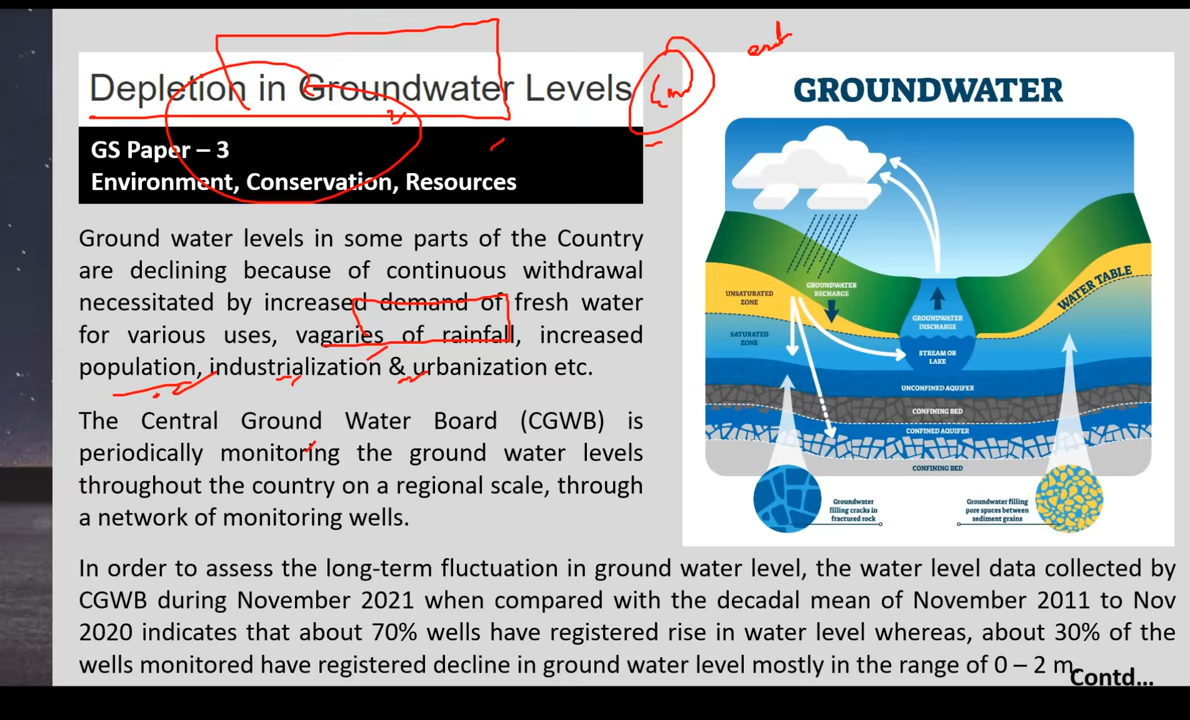 Depletion in Groundwater Levels
GS Paper – 3
Environment, Conservation, Resources
Ground water levels in some parts of the Country
are declining because of continuous withdrawal
necessitated by increased demand of fresh water
for various uses, vagaries of rainfall, increased
population, industrialization & urbanization etc.
The Central Ground Water Board (CGWB) is
periodically monitoring the ground water levels
throughout the country on a regional scale, through
a network of monitoring wells.
GROUNDWATER
UNSATURATED
ZONE
GROUNDWATER
RECHARGE
WATER TABLE
SATURATED
ZONE
GROUNDWATER
DISCHARGE
STREAM OR
LAKE
UNCONFINED AQUIFER
CONFINING BED
CONFINED AQUIFER
CONFINING BED
Groundwater
filling cracks in
fractured rock
Groundwater filling
pore spaces between
sediment grains
In order to assess the long-term fluctuation in ground water level, the water level data collected by
CGWB during November 2021 when compared with the decadal mean of November 2011 to Nov
2020 indicates that about 70% wells have registered rise in water level whereas, about 30% of the
wells monitored have registered decline in ground water level mostly in the range of 0 – 2 m
Contd...